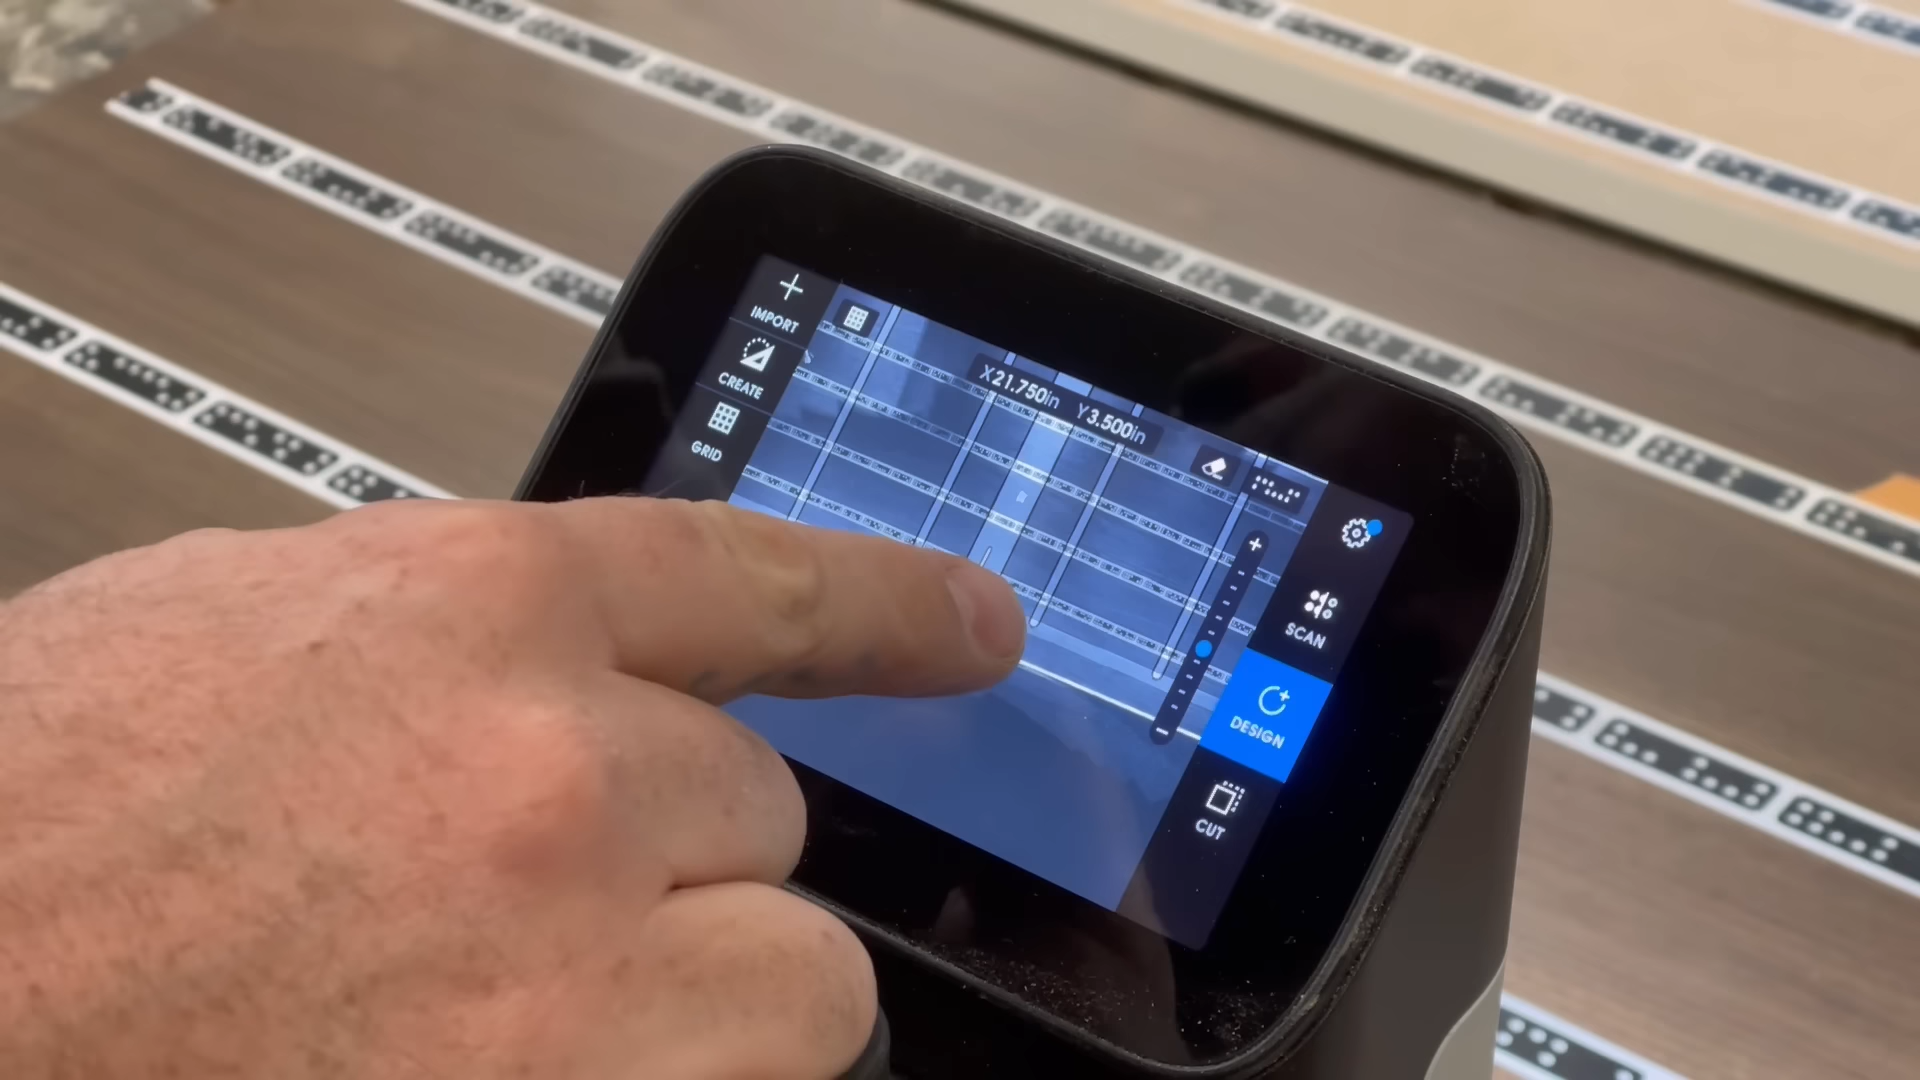 IMPORT
CREATE
GRID
X21.750in Y3.500in
SCAN
DESIGN
CUT